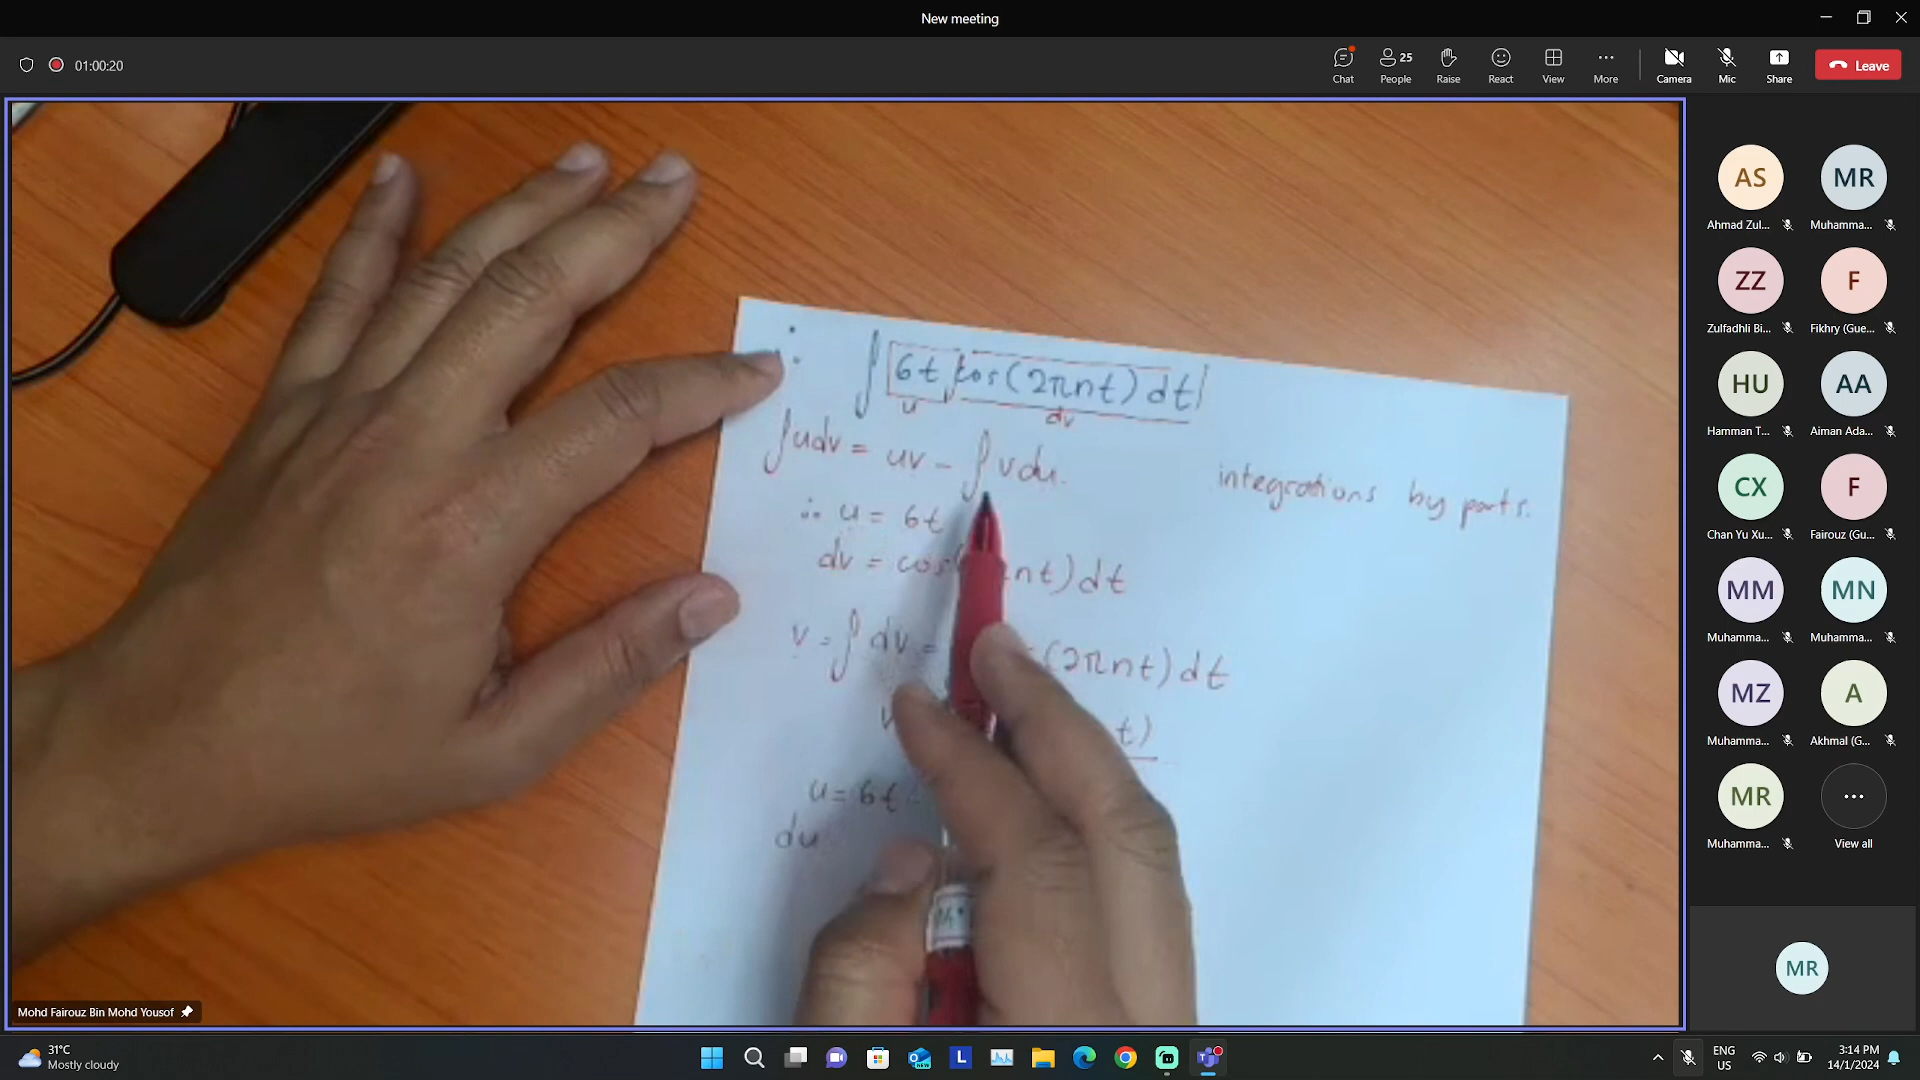 New meeting
01:00:20
Chat
25
People
Raise
React
View
More
Camera
Mic
Share
Leave
∫ 6t cos(2πnt) dt
u
dv
∫ u dv = uv - ∫ v du.
integrations by parts.
∴ u = 6t
dv = cos( nt) dt
v = ∫ dv = (2πnt) dt
t)
u = 6t
du
AS
MR
Ahmad Zul...
Muhamma...
ZZ
F
Zulfadhli Bi...
Fikhry (Gue...
HU
AA
Hamman T...
Aiman Ada...
CX
F
Chan Yu Xu...
Fairouz (Gu...
MM
MN
Muhamma...
Muhamma...
MZ
A
Muhamma...
Akhmal (G...
MR
...
Muhamma...
View all
MR
Mohd Fairouz Bin Mohd Yousof
31°C
Mostly cloudy
NEW
L
ENG
US
3:14 PM
14/1/2024